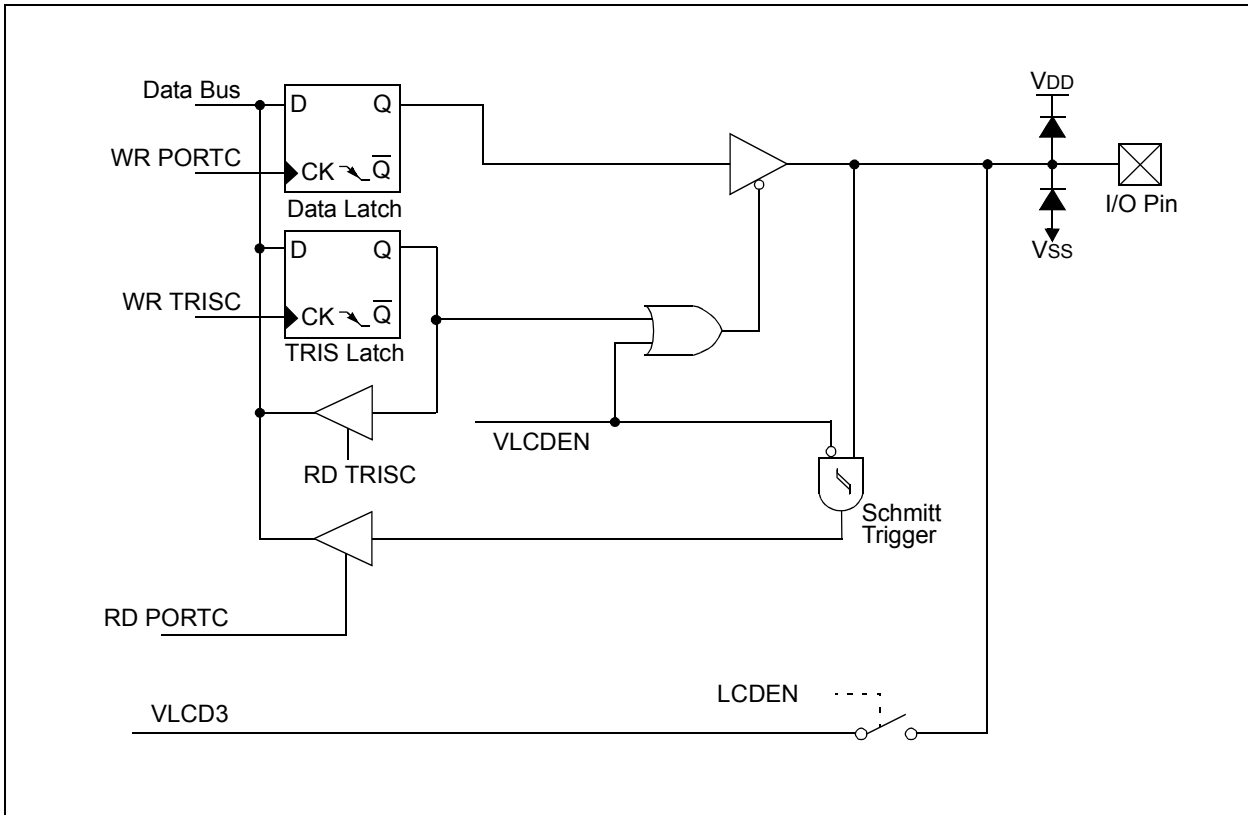 Data Bus
D Q
VDD
WR PORTC
CK Q̅
Data Latch
I/O Pin
D Q
VSS
WR TRISC
CK Q̅
TRIS Latch
VLCDEN
RD TRISC
Schmitt
Trigger
RD PORTC
LCDEN
VLCD3